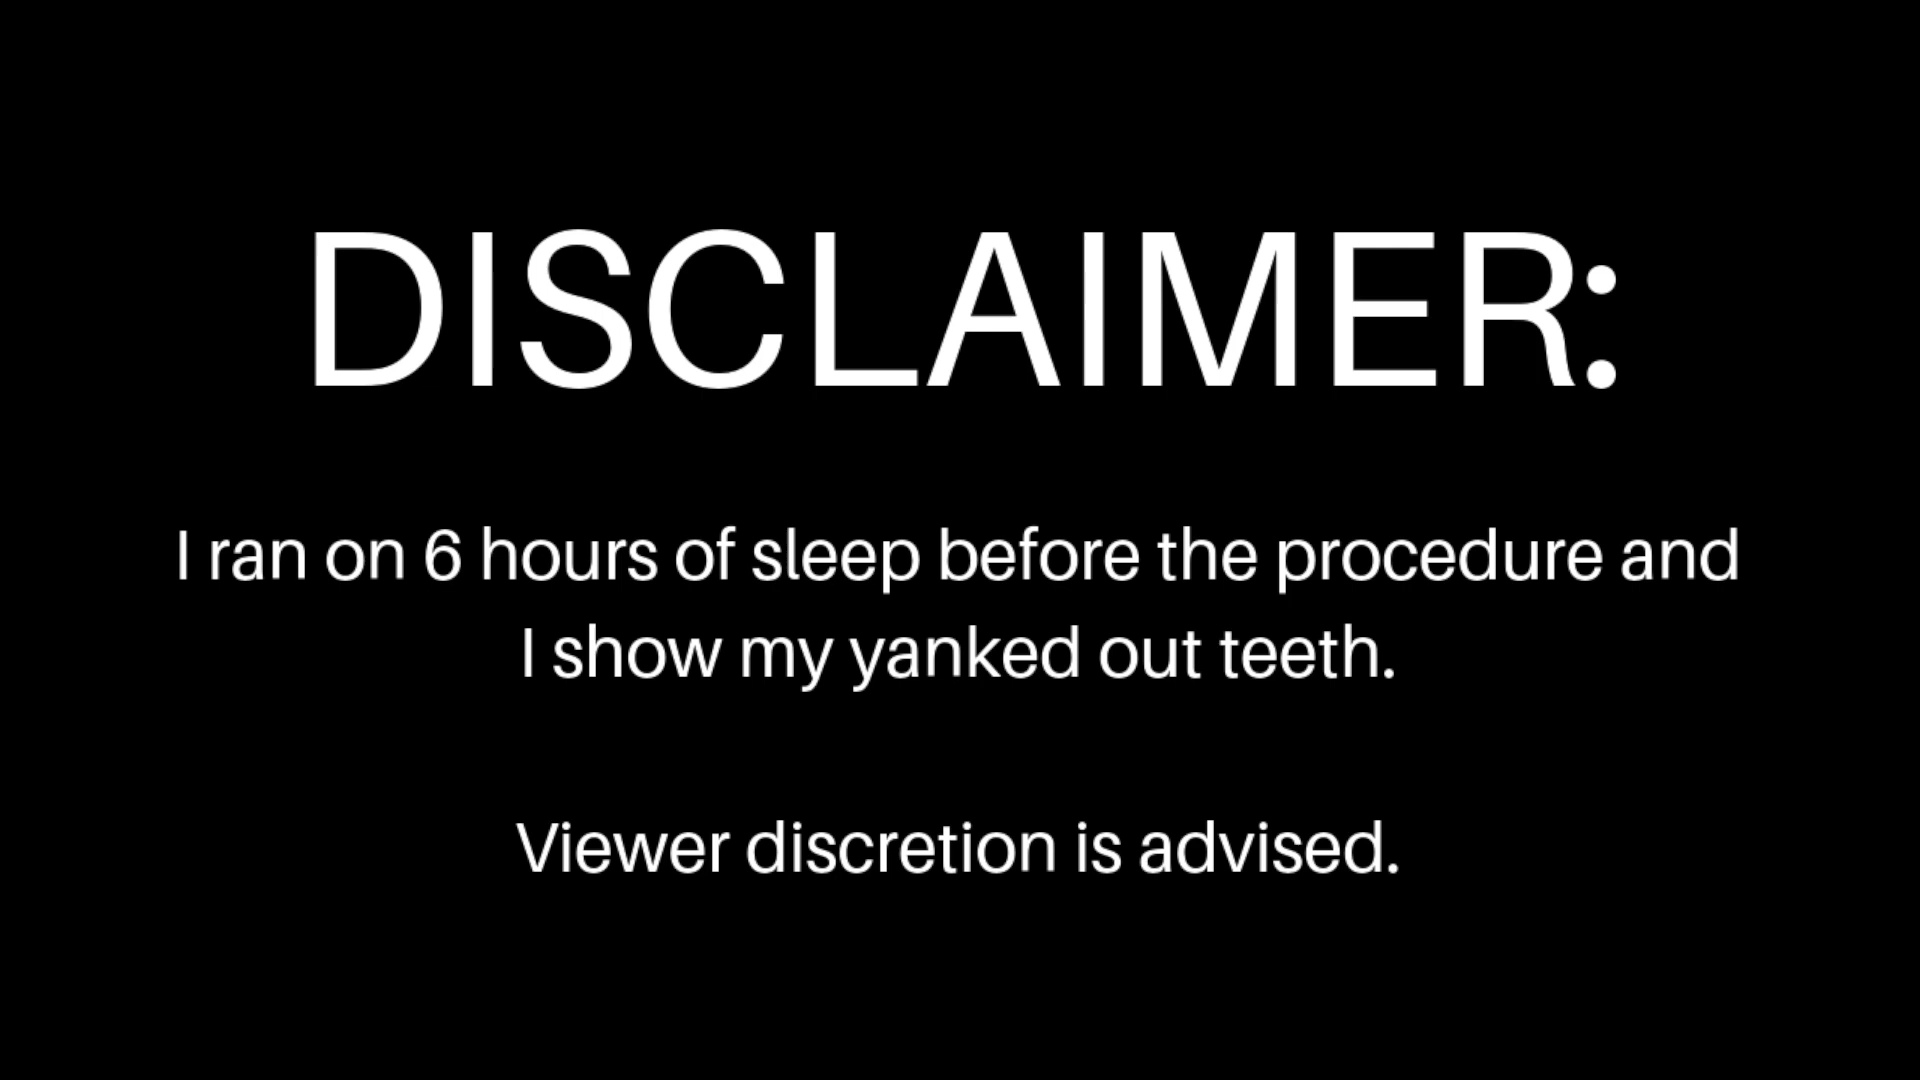 DISCLAIMER:
I ran on 6 hours of sleep before the procedure and
I show my yanked out teeth.
Viewer discretion is advised.